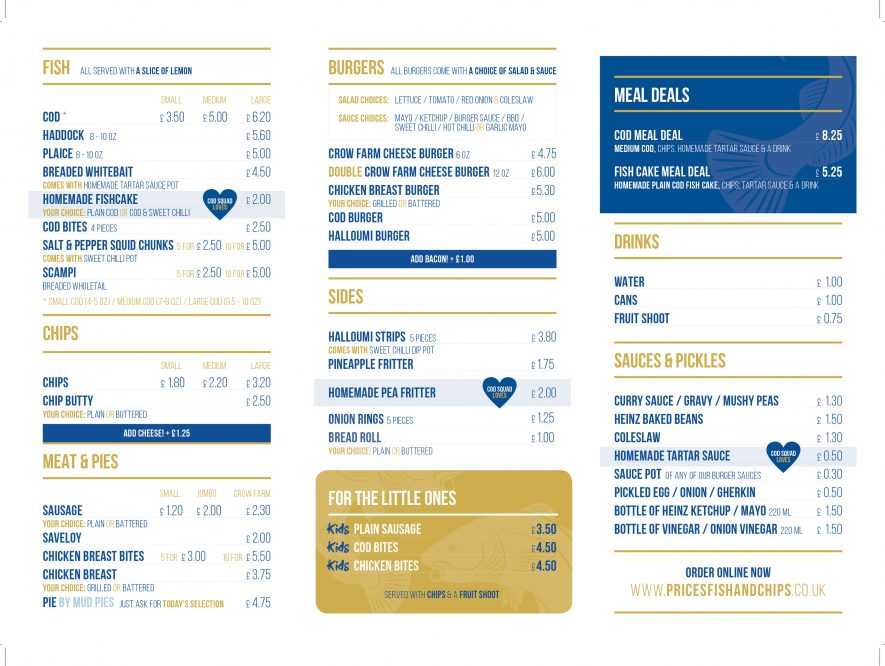 FISH ALL SERVED WITH A SLICE OF LEMON
SMALL MEDIUM LARGE
COD * £ 3.50 £ 5.00 £ 6.20
HADDOCK 8 - 10 OZ £ 5.60
PLAICE 8 - 10 OZ £ 5.00
BREADED WHITEBAIT £ 4.50
COMES WITH HOMEMADE TARTAR SAUCE POT
HOMEMADE FISHCAKE £ 2.00
YOUR CHOICE: PLAIN COD OR COD & SWEET CHILLI
COD SQUAD
LOVES
COD BITES 4 PIECES £ 2.50
SALT & PEPPER SQUID CHUNKS 5 FOR £ 2.50 10 FOR £ 5.00
COMES WITH SWEET CHILLI POT
SCAMPI 5 FOR £ 2.50 10 FOR £ 5.00
BREADED WHOLETAIL
* SMALL COD (4-5 OZ) / MEDIUM COD (7-8 OZ) / LARGE COD (9.5 - 10 OZ)
CHIPS
SMALL MEDIUM LARGE
CHIPS £ 1.80 £ 2.20 £ 3.20
CHIP BUTTY £ 2.50
YOUR CHOICE: PLAIN OR BUTTERED
ADD CHEESE! + £1.25
MEAT & PIES
SMALL JUMBO CROW FARM
SAUSAGE £ 1.20 £ 2.00 £ 2.30
YOUR CHOICE: PLAIN OR BATTERED
SAVELOY £ 2.00
CHICKEN BREAST BITES 5 FOR £ 3.00 10 FOR £ 5.50
CHICKEN BREAST £ 3.75
YOUR CHOICE: GRILLED OR BATTERED
PIE BY MUD PIES JUST ASK FOR TODAY'S SELECTION £ 4.75
BURGERS ALL BURGERS COME WITH A CHOICE OF SALAD & SAUCE
SALAD CHOICES: LETTUCE / TOMATO / RED ONION & COLESLAW
SAUCE CHOICES: MAYO / KETCHUP / BURGER SAUCE / BBQ /
SWEET CHILLI / HOT CHILLI OR GARLIC MAYO
CROW FARM CHEESE BURGER 6 OZ £ 4.75
DOUBLE CROW FARM CHEESE BURGER 12 OZ £ 6.00
CHICKEN BREAST BURGER £ 5.30
YOUR CHOICE: GRILLED OR BATTERED
COD BURGER £ 5.00
HALLOUMI BURGER £ 5.00
ADD BACON! + £1.00
SIDES
HALLOUMI STRIPS 5 PIECES £ 3.80
COMES WITH SWEET CHILLI DIP POT
PINEAPPLE FRITTER £ 1.75
HOMEMADE PEA FRITTER £ 2.00
COD SQUAD
LOVES
ONION RINGS 5 PIECES £ 1.25
BREAD ROLL £ 1.00
YOUR CHOICE: PLAIN OR BUTTERED
FOR THE LITTLE ONES
Kids PLAIN SAUSAGE £ 3.50
Kids COD BITES £ 4.50
Kids CHICKEN BITES £ 4.50
SERVED WITH CHIPS & A FRUIT SHOOT
MEAL DEALS
COD MEAL DEAL £ 8.25
MEDIUM COD, CHIPS, HOMEMADE TARTAR SAUCE & A DRINK
FISH CAKE MEAL DEAL £ 5.25
HOMEMADE PLAIN COD FISH CAKE, CHIPS, TARTAR SAUCE & A DRINK
DRINKS
WATER £ 1.00
CANS £ 1.00
FRUIT SHOOT £ 0.75
SAUCES & PICKLES
CURRY SAUCE / GRAVY / MUSHY PEAS £ 1.30
HEINZ BAKED BEANS £ 1.50
COLESLAW £ 1.30
HOMEMADE TARTAR SAUCE £ 0.50
COD SQUAD
LOVES
SAUCE POT OF ANY OF OUR BURGER SAUCES £ 0.30
PICKLED EGG / ONION / GHERKIN £ 0.50
BOTTLE OF HEINZ KETCHUP / MAYO 220 ML £ 1.50
BOTTLE OF VINEGAR / ONION VINEGAR 220 ML £ 1.50
ORDER ONLINE NOW
WWW.PRICESFISHANDCHIPS.CO.UK